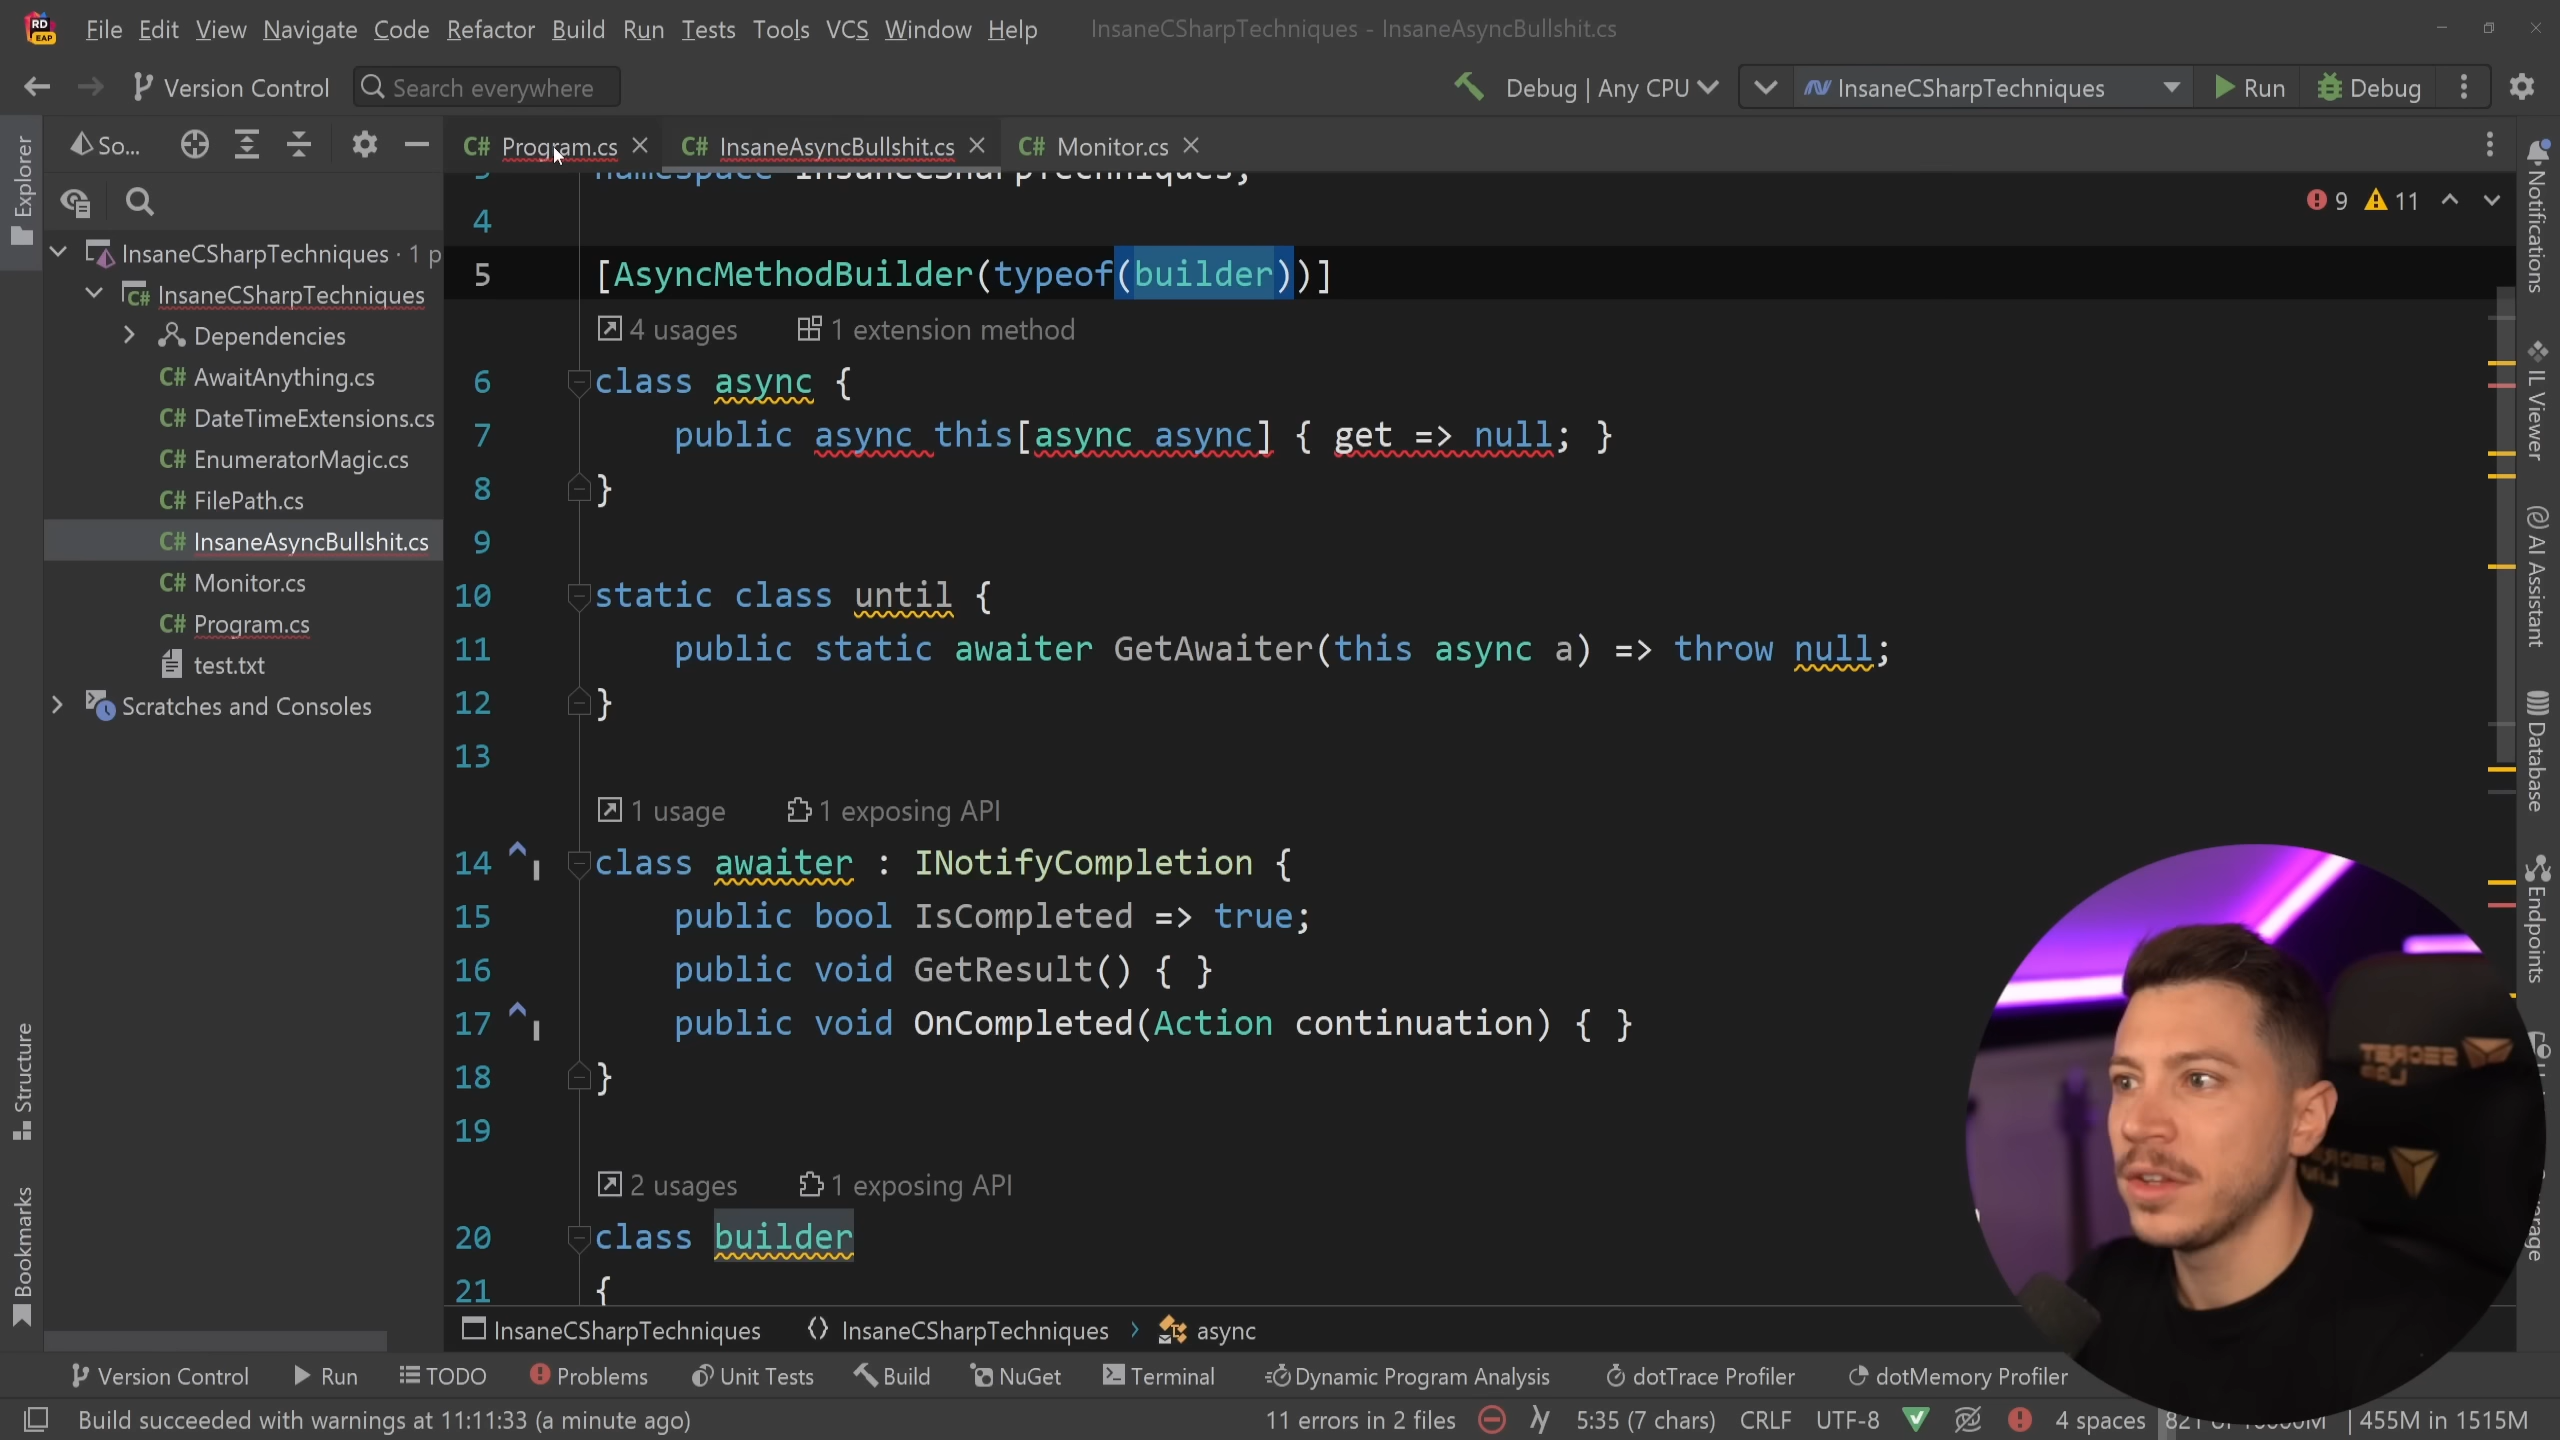 RD EAP
File Edit View Navigate Code Refactor Build Run Tests Tools VCS Window Help InsaneCSharpTechniques - InsaneAsyncBullshit.cs
Version Control Search everywhere Debug | Any CPU InsaneCSharpTechniques Run Debug
So... C# Program.cs C# InsaneAsyncBullshit.cs C# Monitor.cs
Explorer
InsaneCSharpTechniques · 1 p
InsaneCSharpTechniques
Dependencies
C# AwaitAnything.cs
C# DateTimeExtensions.cs
C# EnumeratorMagic.cs
C# FilePath.cs
C# InsaneAsyncBullshit.cs
C# Monitor.cs
C# Program.cs
test.txt
Scratches and Consoles
Structure
Bookmarks
9 11
3 namespace InsaneCSharpTechniques;
4
5 [AsyncMethodBuilder(typeof(builder))]
4 usages 1 extension method
6 class async {
7 public async this[async async] { get => null; }
8 }
9
10 static class until {
11 public static awaiter GetAwaiter(this async a) => throw null;
12 }
13
1 usage 1 exposing API
14 class awaiter : INotifyCompletion {
15 public bool IsCompleted => true;
16 public void GetResult() { }
17 public void OnCompleted(Action continuation) { }
18 }
19
2 usages 1 exposing API
20 class builder
21 {
Notifications
IL Viewer
AI Assistant
Database
Endpoints
SECRET LAB
InsaneCSharpTechniques InsaneCSharpTechniques async
Version Control Run TODO Problems Unit Tests Build NuGet Terminal Dynamic Program Analysis dotTrace Profiler dotMemory Profiler
Build succeeded with warnings at 11:11:33 (a minute ago) 11 errors in 2 files 5:35 (7 chars) CRLF UTF-8 4 spaces 455M in 1515M